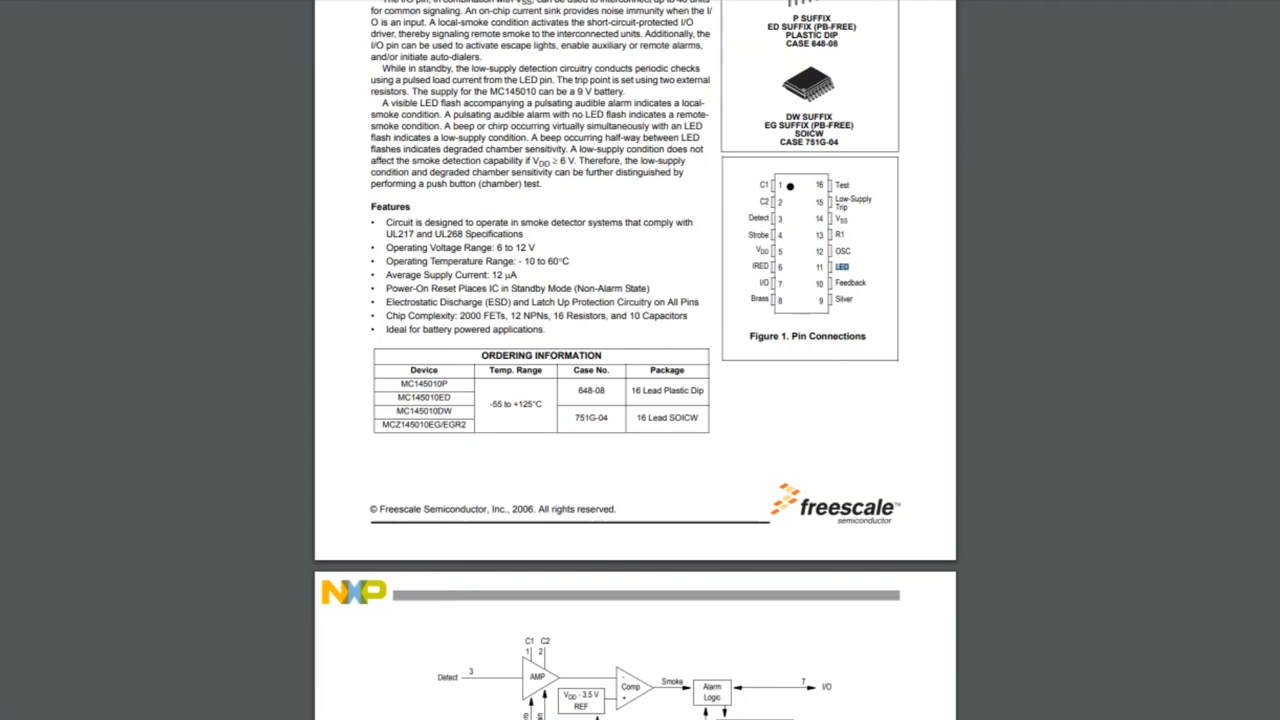 The I/O pin, in combination with VSS, can be used to interconnect up to 40 units
for common signaling. An on-chip current sink provides noise immunity when the I/
O is an input. A local-smoke condition activates the short-circuit-protected I/O
driver, thereby signaling remote smoke to the interconnected units. Additionally, the
I/O pin can be used to activate escape lights, enable auxiliary or remote alarms,
and/or initiate auto-dialers.
While in standby, the low-supply detection circuitry conducts periodic checks
using a pulsed load current from the LED pin. The trip point is set using two external
resistors. The supply for the MC145010 can be a 9 V battery.
A visible LED flash accompanying a pulsating audible alarm indicates a local-
smoke condition. A pulsating audible alarm with no LED flash indicates a remote-
smoke condition. A beep or chirp occurring virtually simultaneously with an LED
flash indicates a low-supply condition. A beep occurring half-way between LED
flashes indicates degraded chamber sensitivity. A low-supply condition does not
affect the smoke detection capability if VDD ≥ 6 V. Therefore, the low-supply
condition and degraded chamber sensitivity can be further distinguished by
performing a push button (chamber) test.
Features
• Circuit is designed to operate in smoke detector systems that comply with
UL217 and UL268 Specifications
• Operating Voltage Range: 6 to 12 V
• Operating Temperature Range: - 10 to 60°C
• Average Supply Current: 12 µA
• Power-On Reset Places IC in Standby Mode (Non-Alarm State)
• Electrostatic Discharge (ESD) and Latch Up Protection Circuitry on All Pins
• Chip Complexity: 2000 FETs, 12 NPNs, 16 Resistors, and 10 Capacitors
• Ideal for battery powered applications.
ORDERING INFORMATION
Device Temp. Range Case No. Package
MC145010P
MC145010ED
648-08 16 Lead Plastic Dip
-55 to +125°C
MC145010DW
MCZ145010EG/EGR2
751G-04 16 Lead SOICW
P SUFFIX
ED SUFFIX (PB-FREE)
PLASTIC DIP
CASE 648-08
DW SUFFIX
EG SUFFIX (PB-FREE)
SOICW
CASE 751G-04
C1 1 16 Test
C2 2 15 Low-Supply Trip
Detect 3 14 VSS
Strobe 4 13 R1
VDD 5 12 OSC
IRED 6 11 LED
I/O 7 10 Feedback
Brass 8 9 Silver
Figure 1. Pin Connections
© Freescale Semiconductor, Inc., 2006. All rights reserved.
freescale™
semiconductor
NXP
C1 C2
1 2
Detect 3
AMP
VDD - 3.5 V
REF
-
Comp
+
Smoke
Alarm
Logic
7 I/O